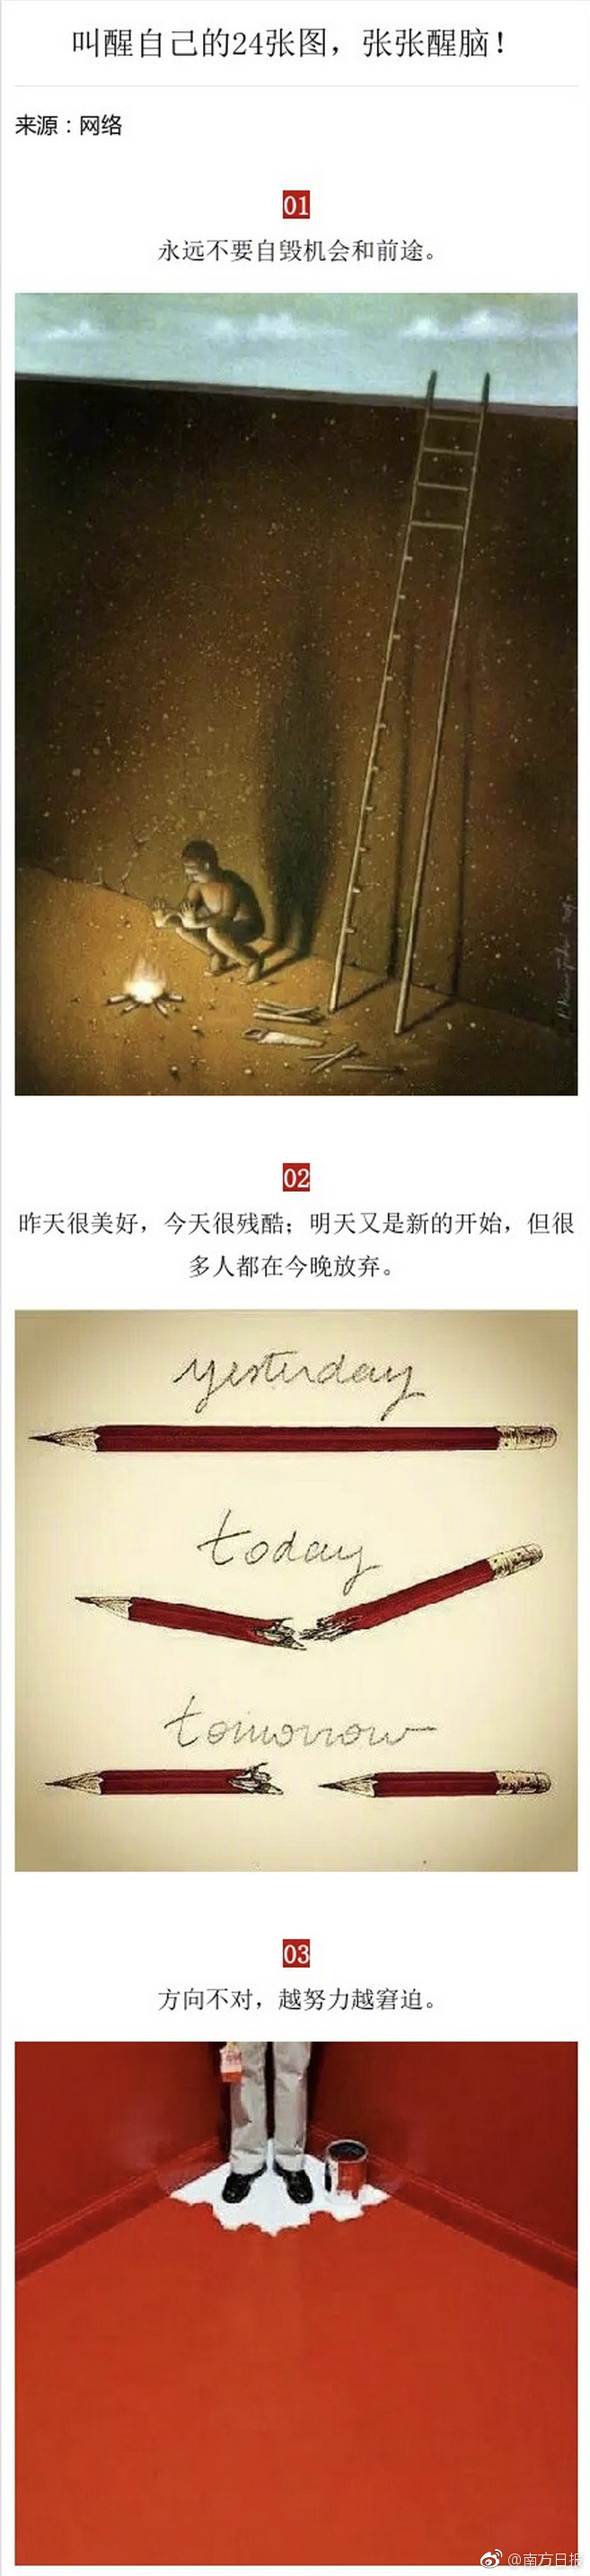 叫醒自己的24张图，张张醒脑！
来源：网络
01
永远不要自毁机会和前途。
02
昨天很美好，今天很残酷；明天又是新的开始，但很
多人都在今晚放弃。
yesterday
today
tomorrow
03
方向不对，越努力越窘迫。
@南方日报